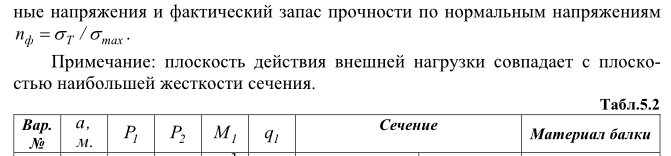 ные напряжения и фактический запас прочности по нормальным напряжениям
n_ф = σ_T / σ_max .
Примечание: плоскость действия внешней нагрузки совпадает с плоско-
стью наибольшей жесткости сечения.
Табл.5.2
Вар. № a, м. P₁ P₂ M₁ q₁ Сечение Материал балки